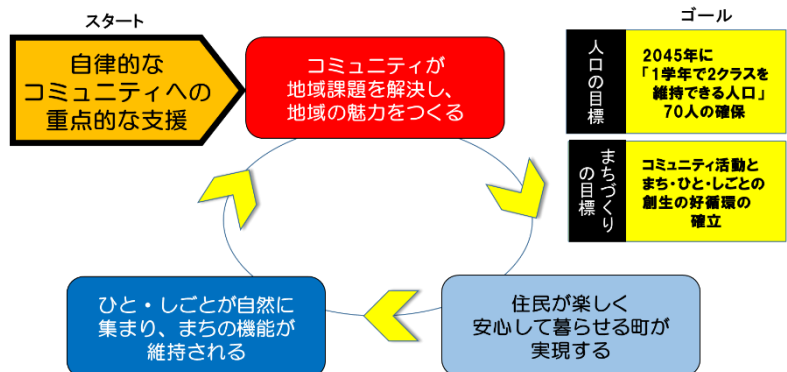 スタート
自律的な
コミュニティへの
重点的な支援
コミュニティが
地域課題を解決し、
地域の魅力をつくる
ゴール
人口の目標
2045年に
「1学年で2クラスを
維持できる人口」
70人の確保
まちづくり
の目標
コミュニティ活動と
まち・ひと・しごとの
創生の好循環の
確立
ひと・しごとが自然に
集まり、まちの機能が
維持される
住民が楽しく
安心して暮らせる町が
実現する